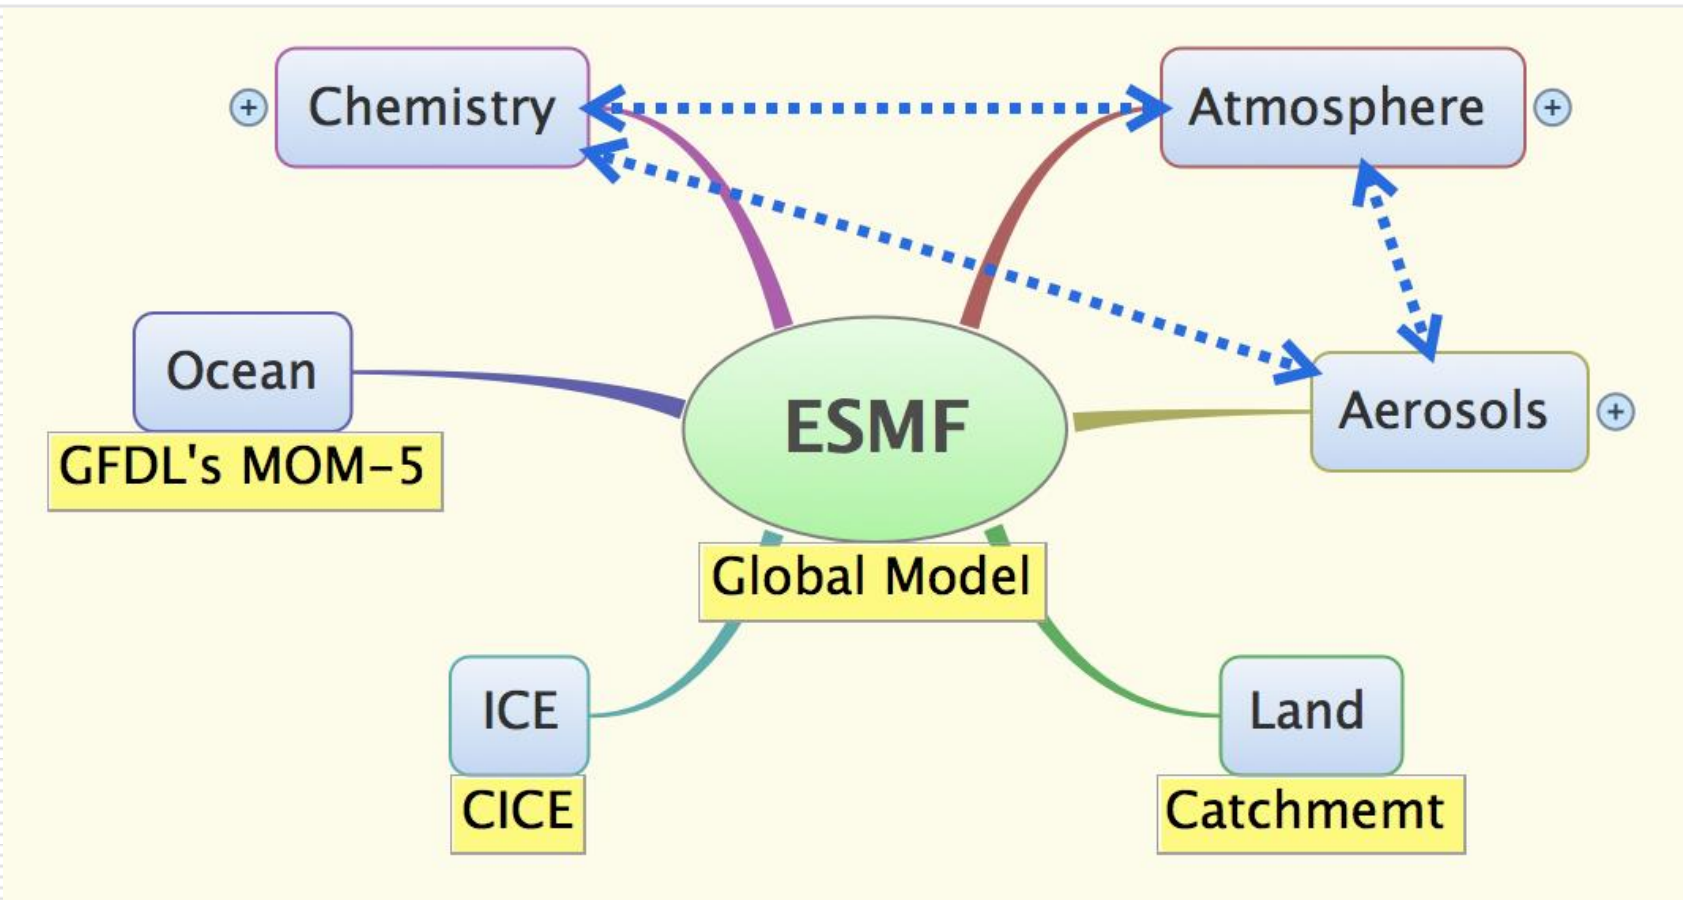 Chemistry
Atmosphere
Ocean
GFDL's MOM-5
ESMF
Aerosols
Global Model
ICE
CICE
Land
Catchmemt